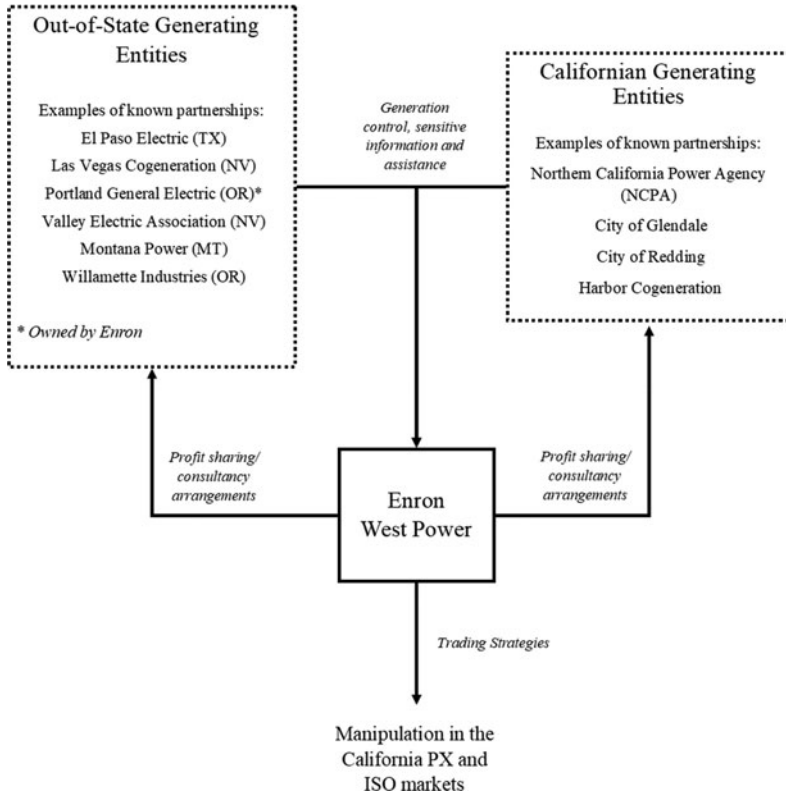 Out-of-State Generating
Entities
Examples of known partnerships:
El Paso Electric (TX)
Las Vegas Cogeneration (NV)
Portland General Electric (OR)*
Valley Electric Association (NV)
Montana Power (MT)
Willamette Industries (OR)
* Owned by Enron
Generation
control, sensitive
information and
assistance
Californian Generating
Entities
Examples of known partnerships:
Northern California Power Agency
(NCPA)
City of Glendale
City of Redding
Harbor Cogeneration
Profit sharing/
consultancy
arrangements
Enron
West Power
Profit sharing/
consultancy
arrangements
Trading Strategies
Manipulation in the
California PX and
ISO markets